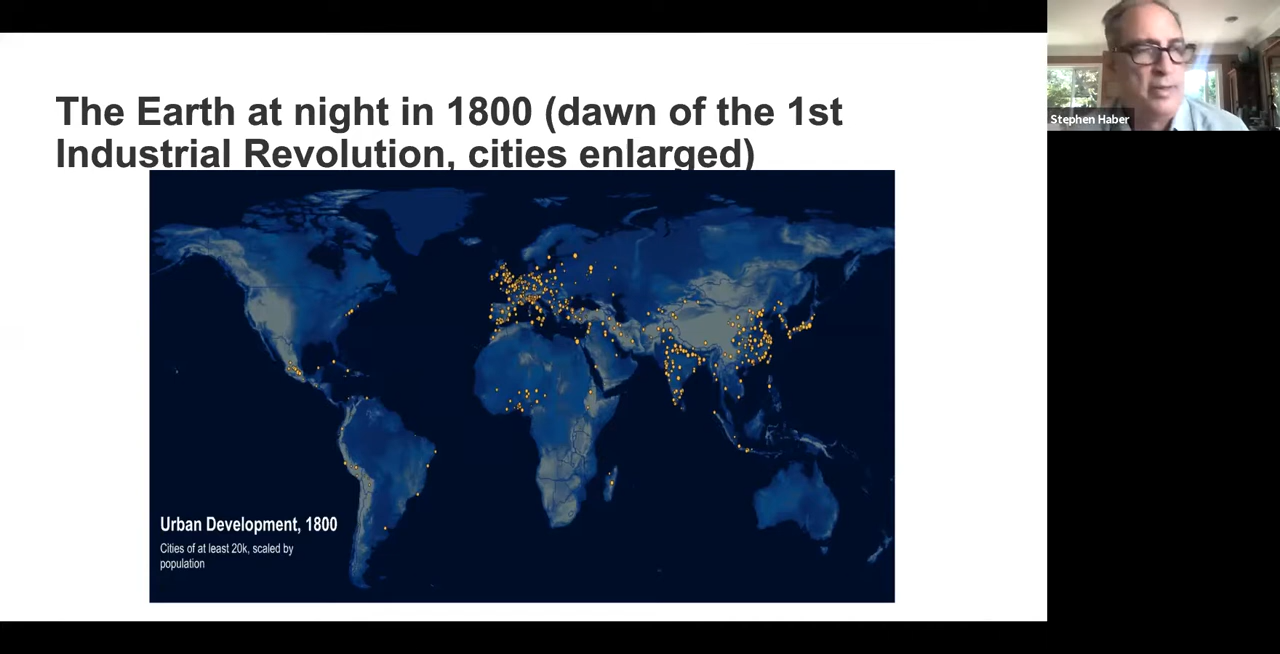 The Earth at night in 1800 (dawn of the 1st
Industrial Revolution, cities enlarged)
Stephen Haber
Urban Development, 1800
Cities of at least 20k, scaled by
population